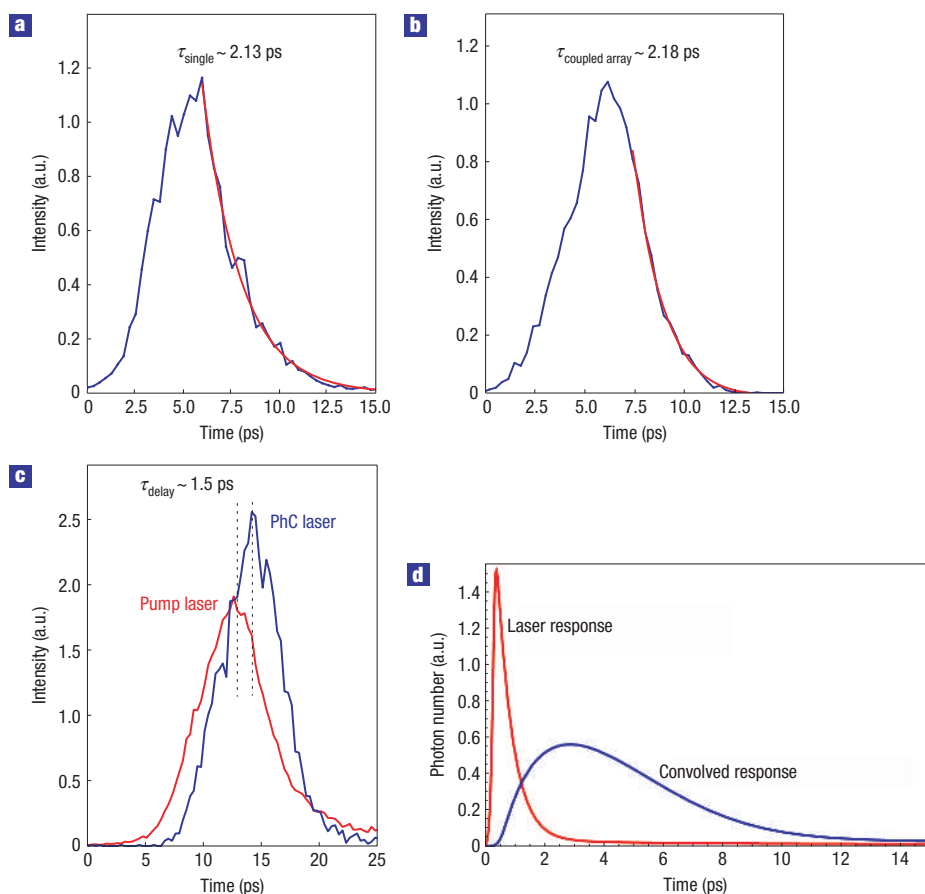 a
τsingle ~ 2.13 ps
Intensity (a.u.)
1.2
1.0
0.8
0.6
0.4
0.2
0
0 2.5 5.0 7.5 10.0 12.5 15.0
Time (ps)
b
τcoupled array ~ 2.18 ps
Intensity (a.u.)
1.2
1.0
0.8
0.6
0.4
0.2
0
0 2.5 5.0 7.5 10.0 12.5 15.0
Time (ps)
c
τdelay ~ 1.5 ps
PhC laser
Pump laser
Intensity (a.u.)
2.5
2.0
1.5
1.0
0.5
0
0 5 10 15 20 25
Time (ps)
d
Laser response
Convolved response
Photon number (a.u.)
1.4
1.2
1.0
0.8
0.6
0.4
0.2
0
0 2 4 6 8 10 12 14
Time (ps)